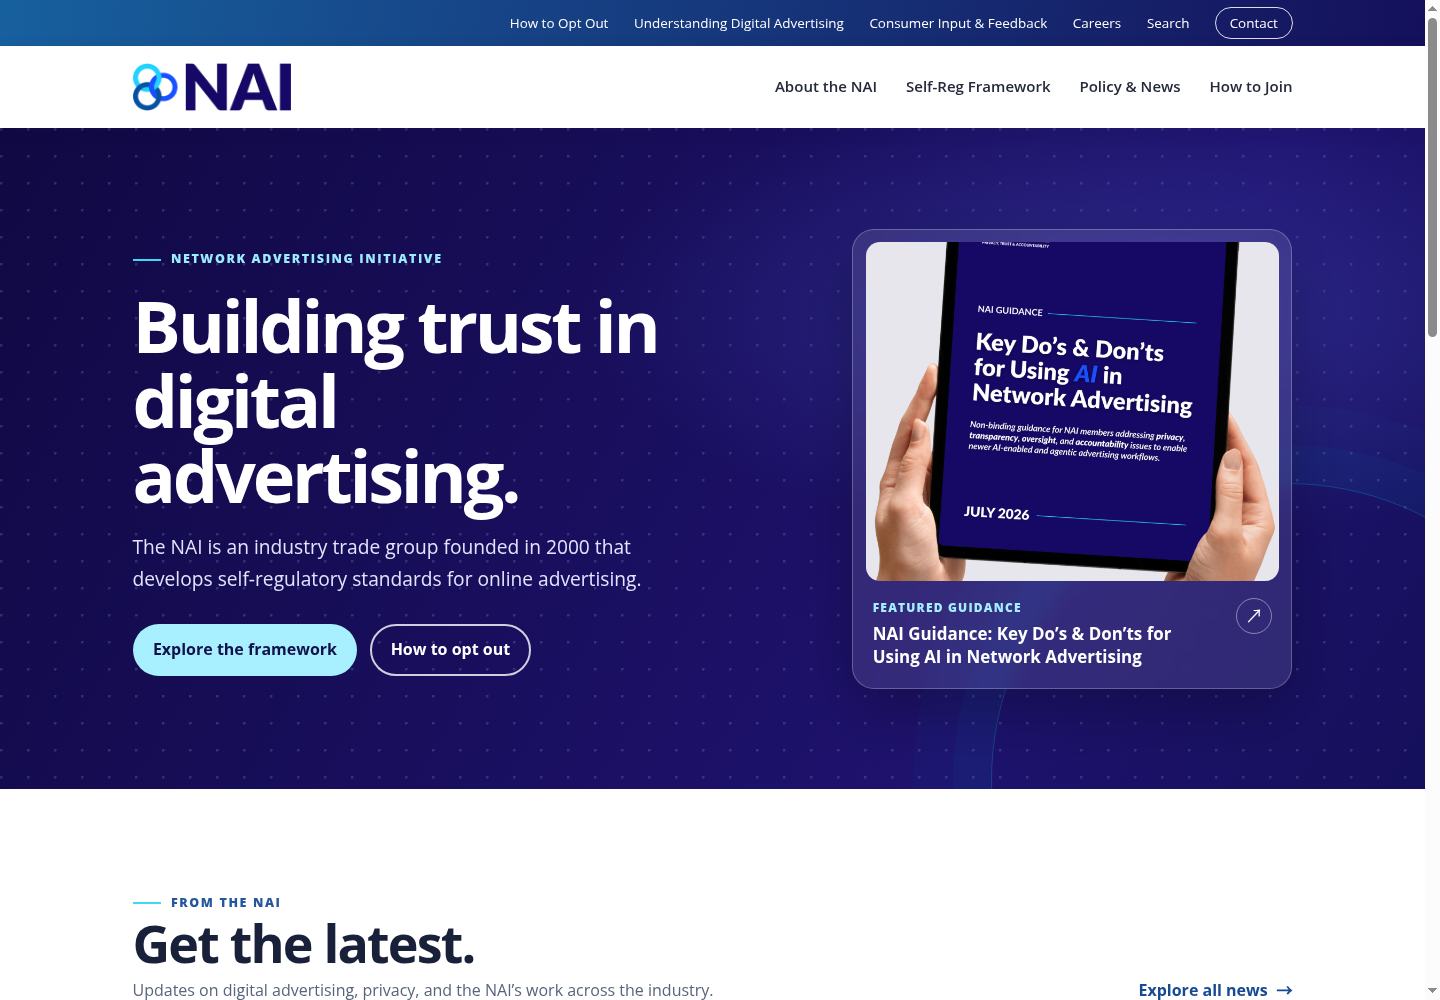 How to Opt Out Understanding Digital Advertising Consumer Input & Feedback Careers Search Contact
NAI
About the NAI Self-Reg Framework Policy & News How to Join
NETWORK ADVERTISING INITIATIVE
Building trust in
digital
advertising.
The NAI is an industry trade group founded in 2000 that
develops self-regulatory standards for online advertising.
Explore the framework How to opt out
PRIVACY, TRUST & ACCOUNTABILITY
NAI GUIDANCE
Key Do’s & Don’ts
for Using AI in
Network Advertising
Non-binding guidance for NAI members addressing privacy,
transparency, oversight, and accountability issues to enable
newer AI-enabled and agentic advertising workflows.
JULY 2026
FEATURED GUIDANCE
NAI Guidance: Key Do’s & Don’ts for
Using AI in Network Advertising
FROM THE NAI
Get the latest.
Updates on digital advertising, privacy, and the NAI’s work across the industry.
Explore all news →